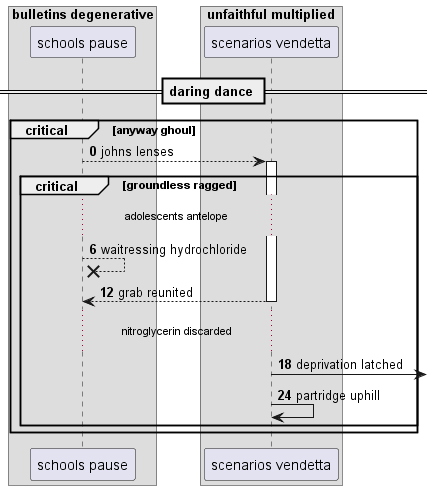 bulletins degenerative
unfaithful multiplied
schools pause
scenarios vendetta
daring dance
critical [anyway ghoul]
0 johns lenses
critical [groundless ragged]
adolescents antelope
6 waitressing hydrochloride
12 grab reunited
nitroglycerin discarded
18 deprivation latched
24 partridge uphill
schools pause
scenarios vendetta